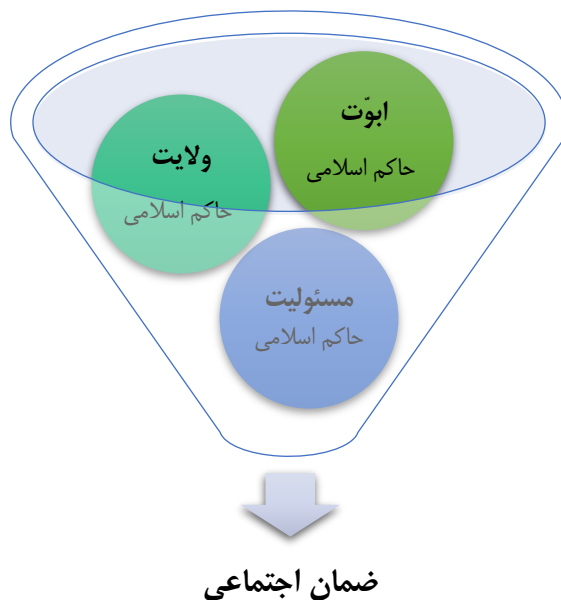 ابوّت
حاکم اسلامی
ولایت
حاکم اسلامی
مسئولیت
حاکم اسلامی
ضمان اجتماعی